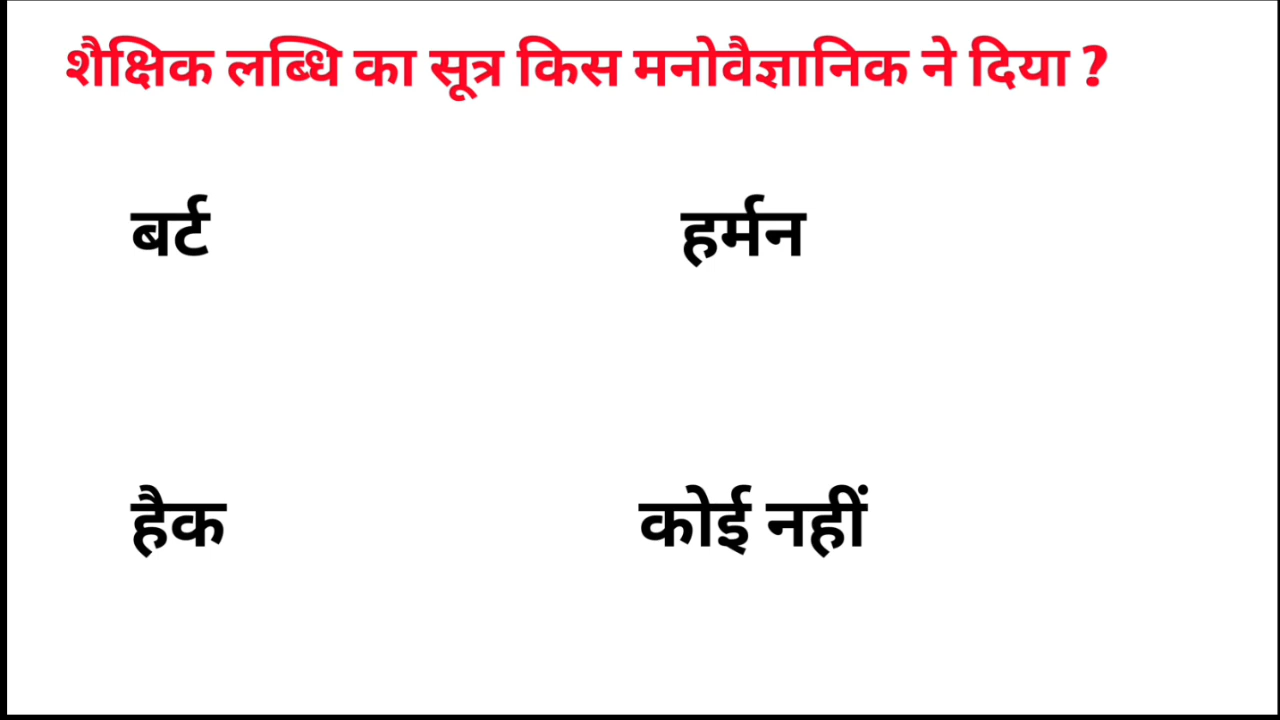 शैक्षिक लब्धि का सूत्र किस मनोवैज्ञानिक ने दिया ?
बर्ट
हर्मन
हैक
कोई नहीं